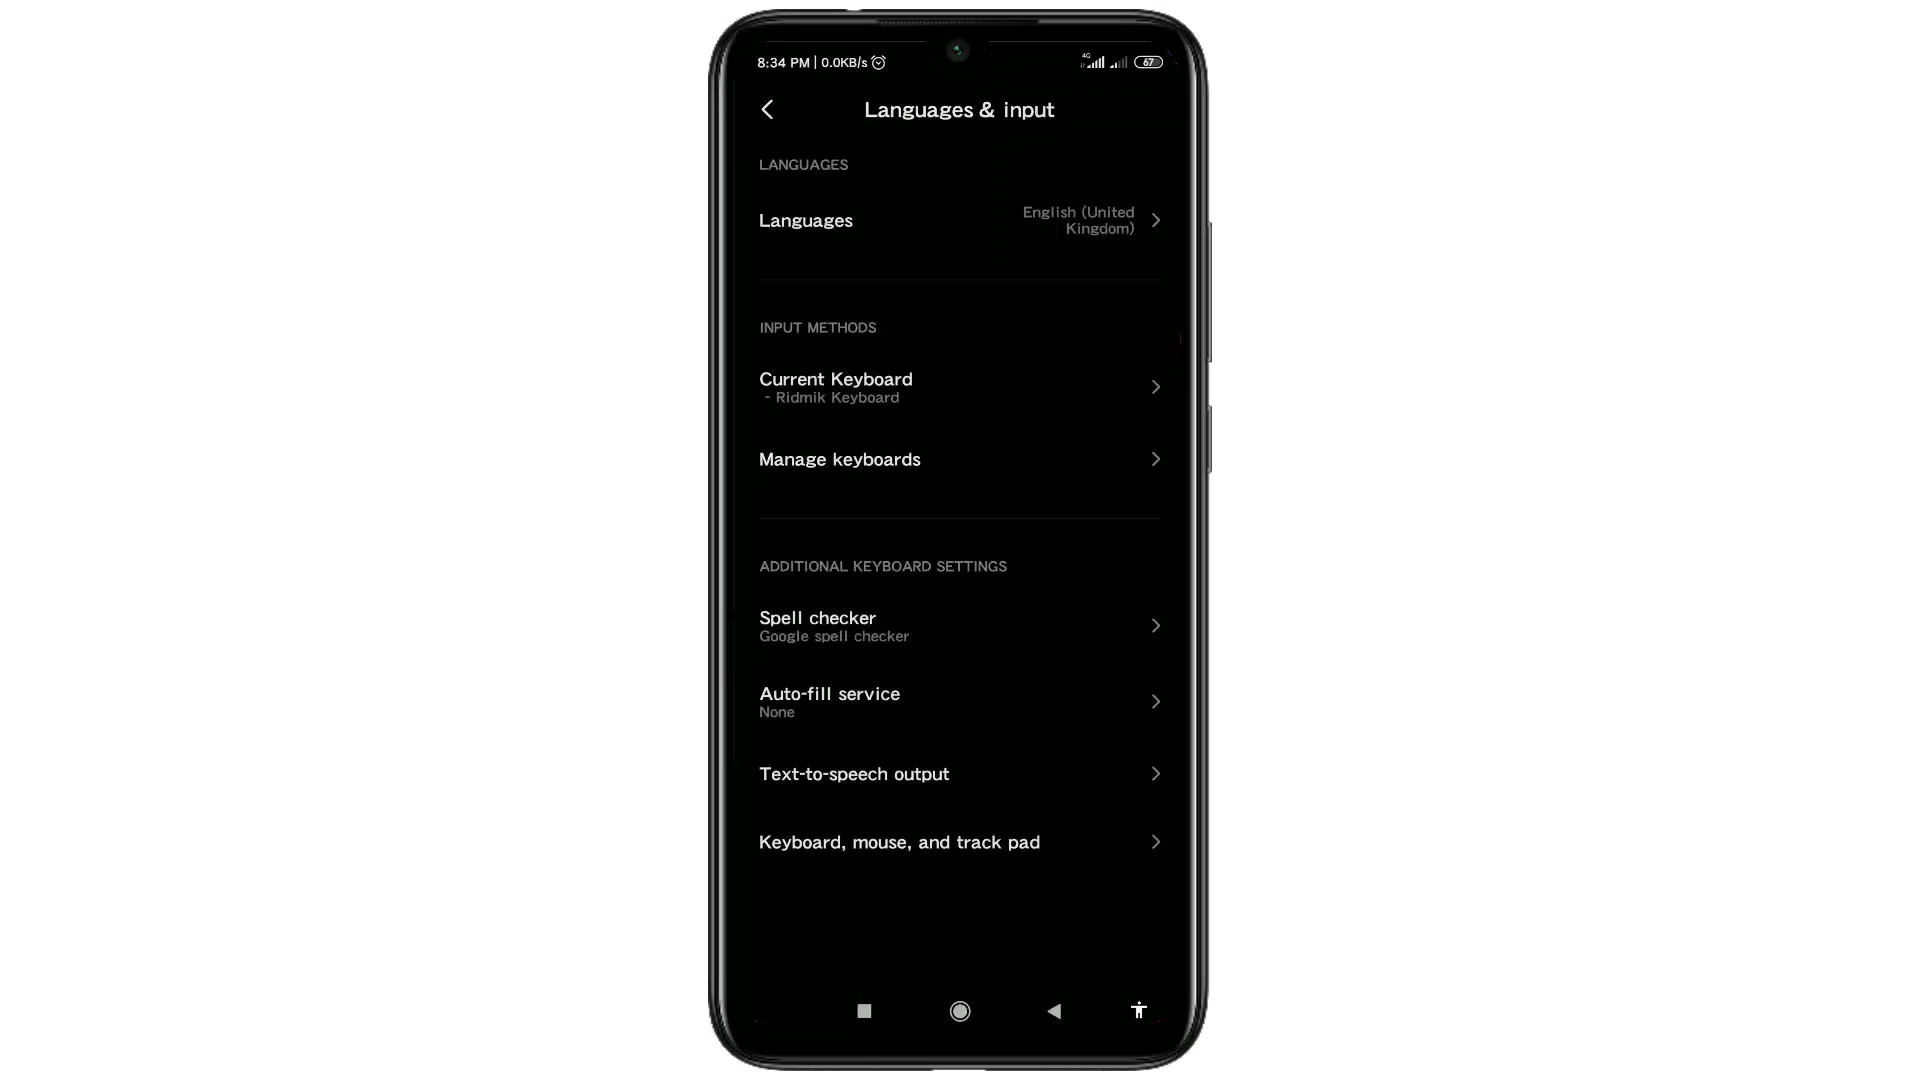 8:34 PM | 0.0KB/s
4G
67
Languages & input
LANGUAGES
Languages
English (United
Kingdom)
INPUT METHODS
Current Keyboard
- Ridmik Keyboard
Manage keyboards
ADDITIONAL KEYBOARD SETTINGS
Spell checker
Google spell checker
Auto-fill service
None
Text-to-speech output
Keyboard, mouse, and track pad